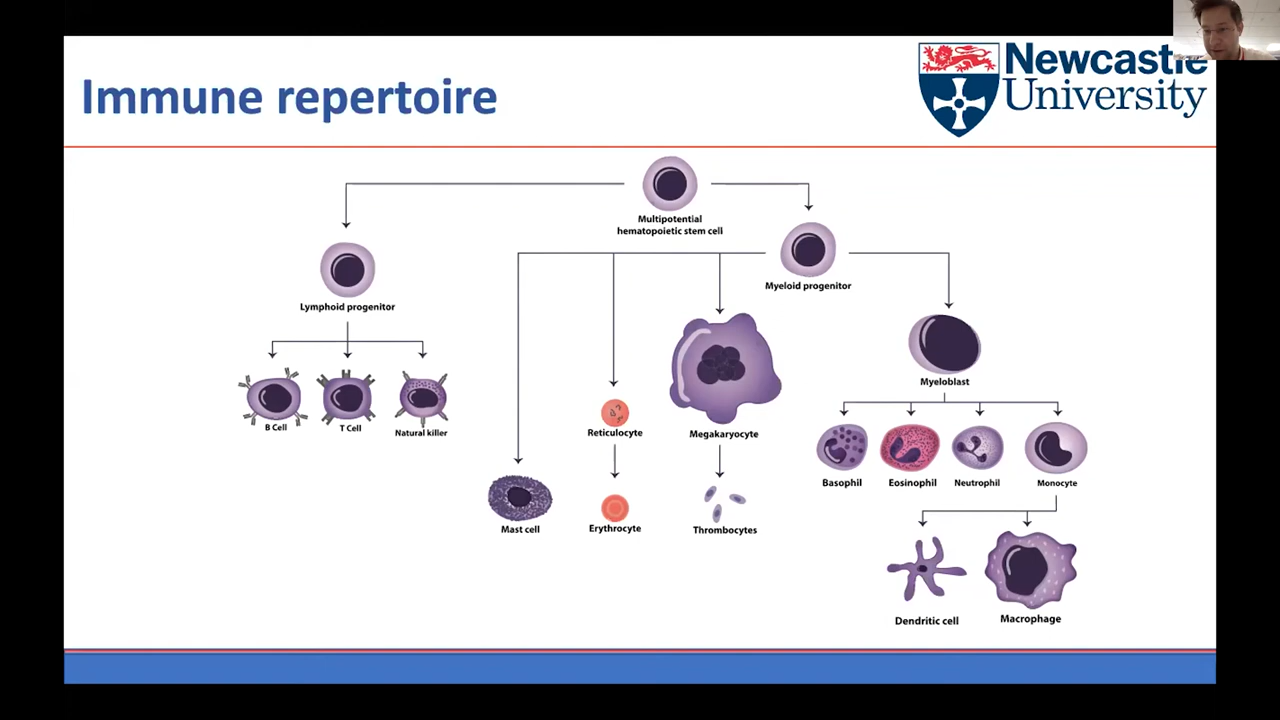 Immune repertoire
Newcastle
University
Multipotential
hematopoietic stem cell
Myeloid progenitor
Lymphoid progenitor
Myeloblast
B Cell
T Cell
Natural killer
Reticulocyte
Megakaryocyte
Basophil
Eosinophil
Neutrophil
Monocyte
Mast cell
Erythrocyte
Thrombocytes
Dendritic cell
Macrophage